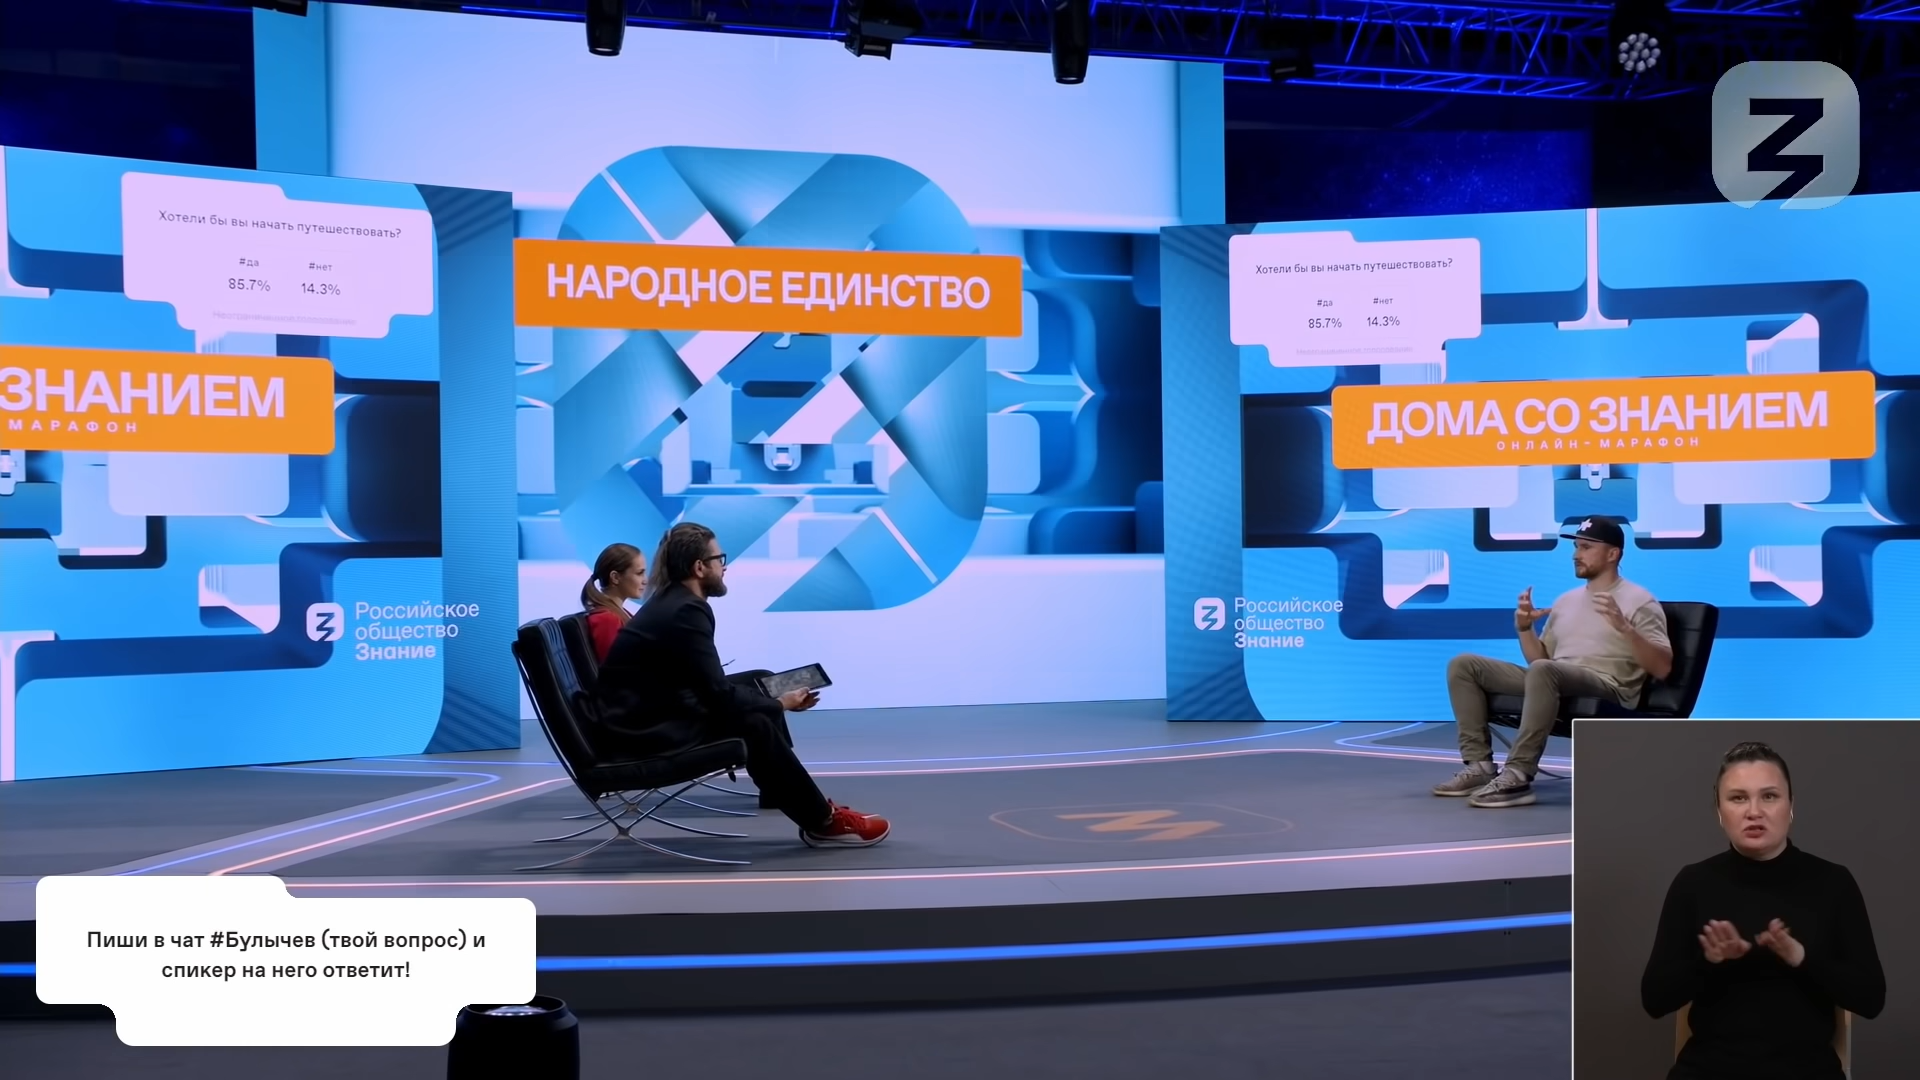 Хотели бы вы начать путешествовать?
#да #нет
85.7% 14.3%
НАРОДНОЕ ЕДИНСТВО
Хотели бы вы начать путешествовать?
#да #нет
85.7% 14.3%
ЗНАНИЕМ
МАРАФОН
ДОМА СО ЗНАНИЕМ
ОНЛАЙН-МАРАФОН
Российское
общество
Знание
Российское
общество
Знание
Пиши в чат #Булычев (твой вопрос) и
спикер на него ответит!